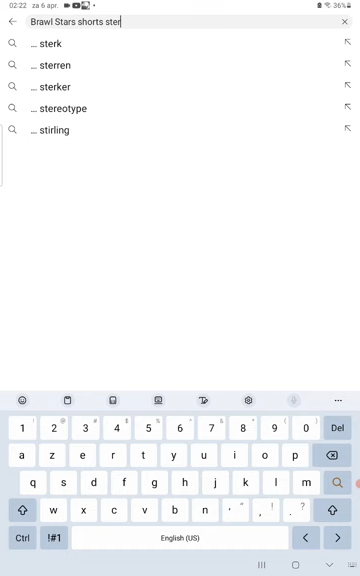 02:22 za 6 apr. 36%
Brawl Stars shorts ster
... sterk
... sterren
... sterker
... stereotype
... stirling
1 ! 2 @ 3 # 4 $ 5 % 6 ^ 7 & 8 * 9 ( 0 ) Del
a z e r t y u i o p
q s d f g h j k l m
w x c v b n ' " , ! . ?
Ctrl !#1 English (US) < >